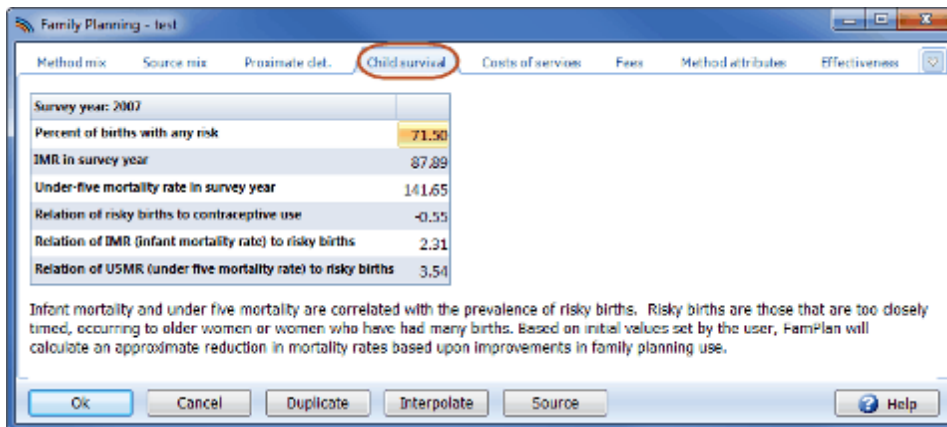 Family Planning - test
Method mix Source mix Proximate det. Child survival Costs of services Fees Method attributes Effectiveness
Survey year: 2007
Percent of births with any risk 71.50
IMR in survey year 87.89
Under-five mortality rate in survey year 141.65
Relation of risky births to contraceptive use -0.55
Relation of IMR (infant mortality rate) to risky births 2.31
Relation of U5MR (under five mortality rate) to risky births 3.54
Infant mortality and under five mortality are correlated with the prevalence of risky births. Risky births are those that are too closely
timed, occurring to older women or women who have had many births. Based on initial values set by the user, FamPlan will
calculate an approximate reduction in mortality rates based upon improvements in family planning use.
Ok Cancel Duplicate Interpolate Source Help